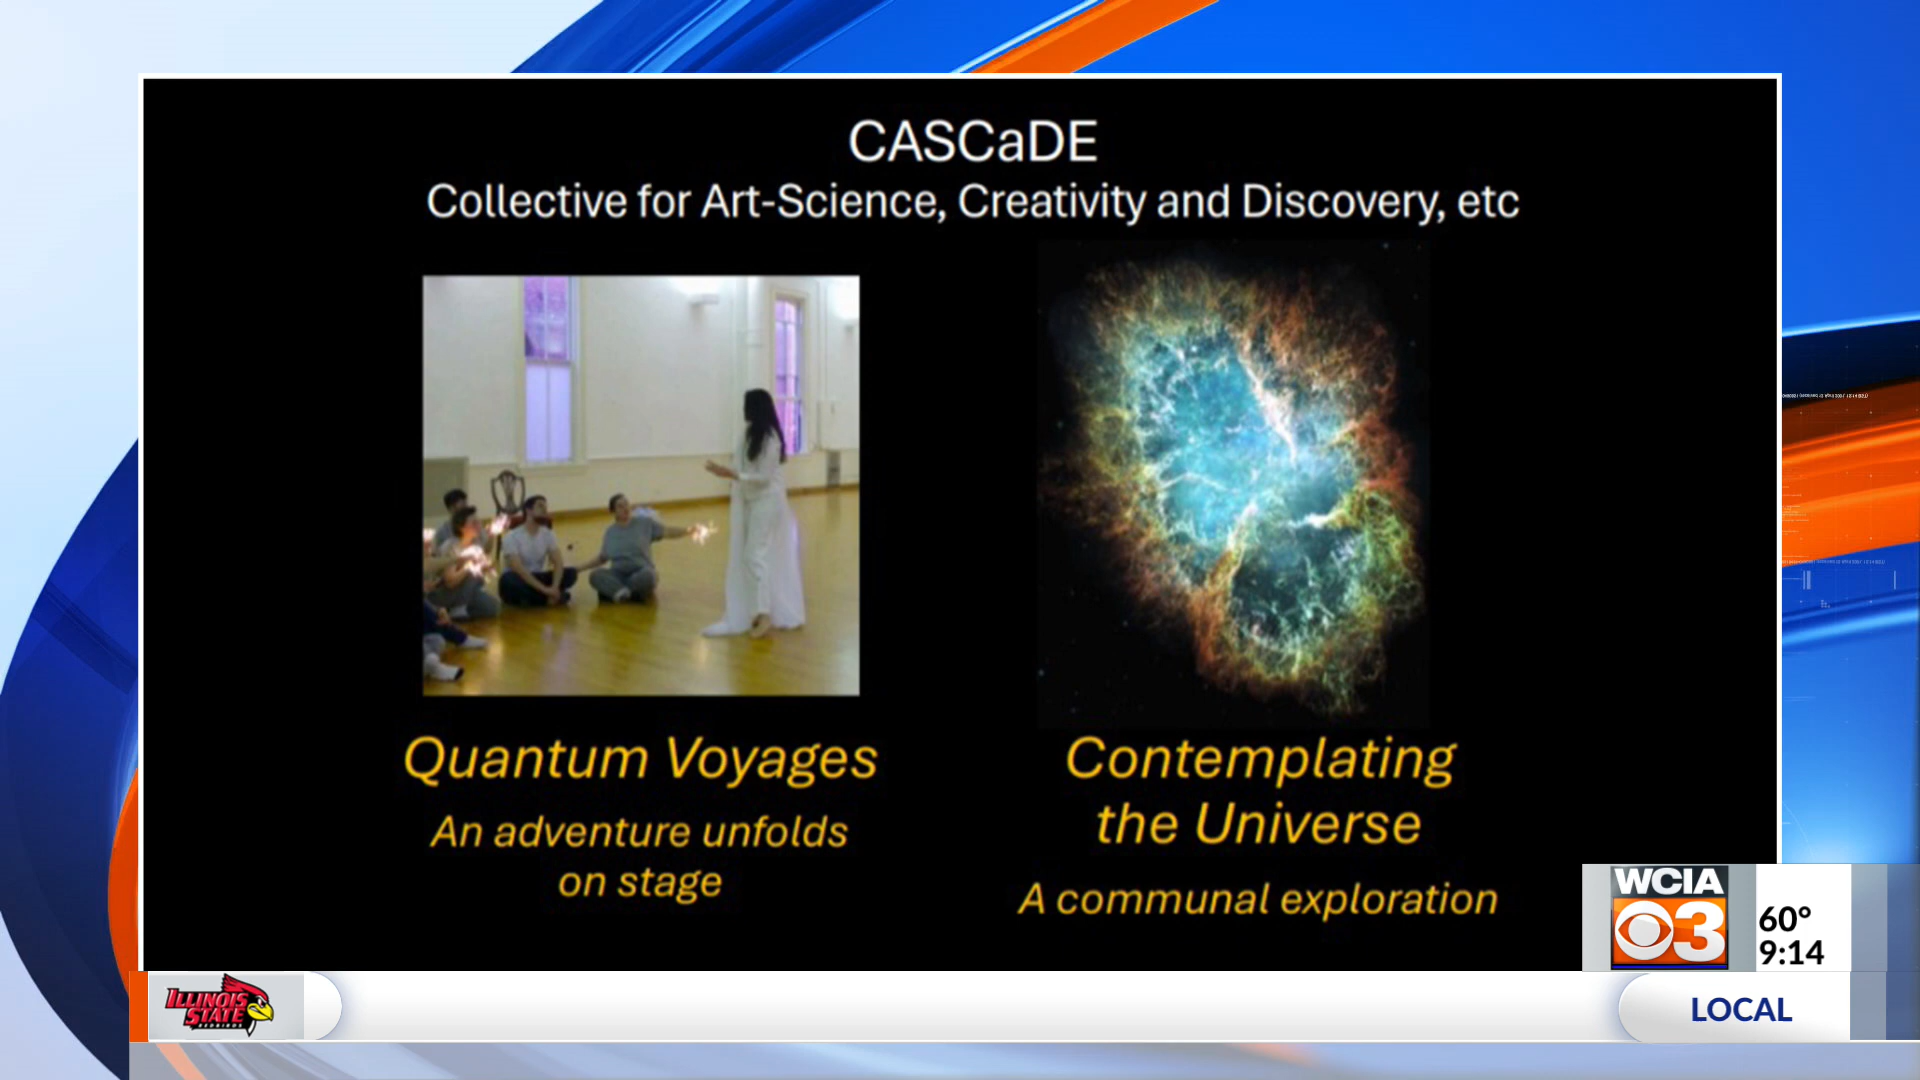 CASCaDE
Collective for Art-Science, Creativity and Discovery, etc
Quantum Voyages
An adventure unfolds
on stage
Contemplating
the Universe
A communal exploration
WCIA
3
60°
9:14
ILLINOIS
STATE
REDBIRDS
LOCAL